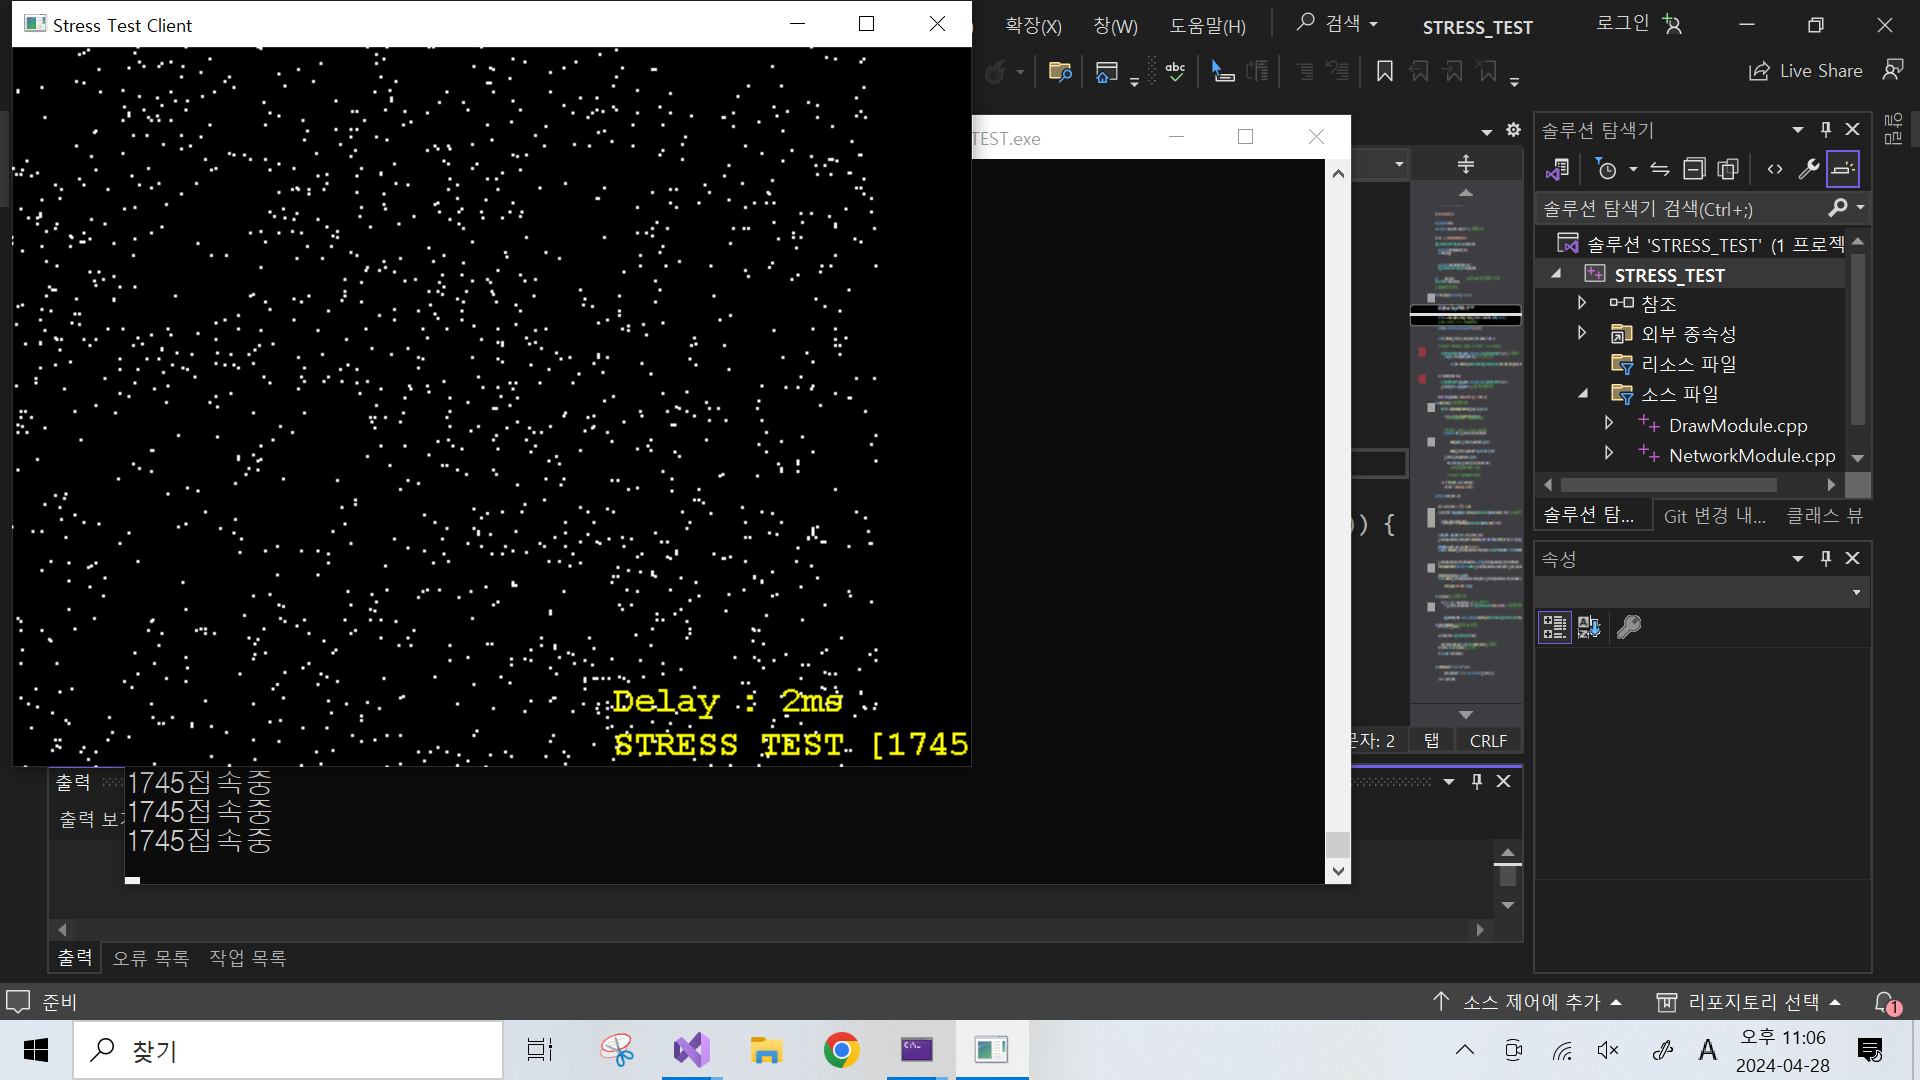 Stress Test Client
확장(X)
창(W)
도움말(H)
검색
STRESS_TEST
로그인
Live Share
TEST.exe
솔루션 탐색기
알림
솔루션 탐색기 검색(Ctrl+;)
솔루션 'STRESS_TEST' (1 프로젝
STRESS_TEST
참조
외부 종속성
리소스 파일
소스 파일
DrawModule.cpp
NetworkModule.cpp
솔루션 탐...
Git 변경 내...
클래스 뷰
)) {
속성
Delay : 2ms
STRESS TEST [1745
문자: 2
탭
CRLF
출력
출력 보기
1745접속중
1745접속중
1745접속중
출력
오류 목록
작업 목록
준비
소스 제어에 추가
리포지토리 선택
1
찾기
A
오후 11:06
2024-04-28